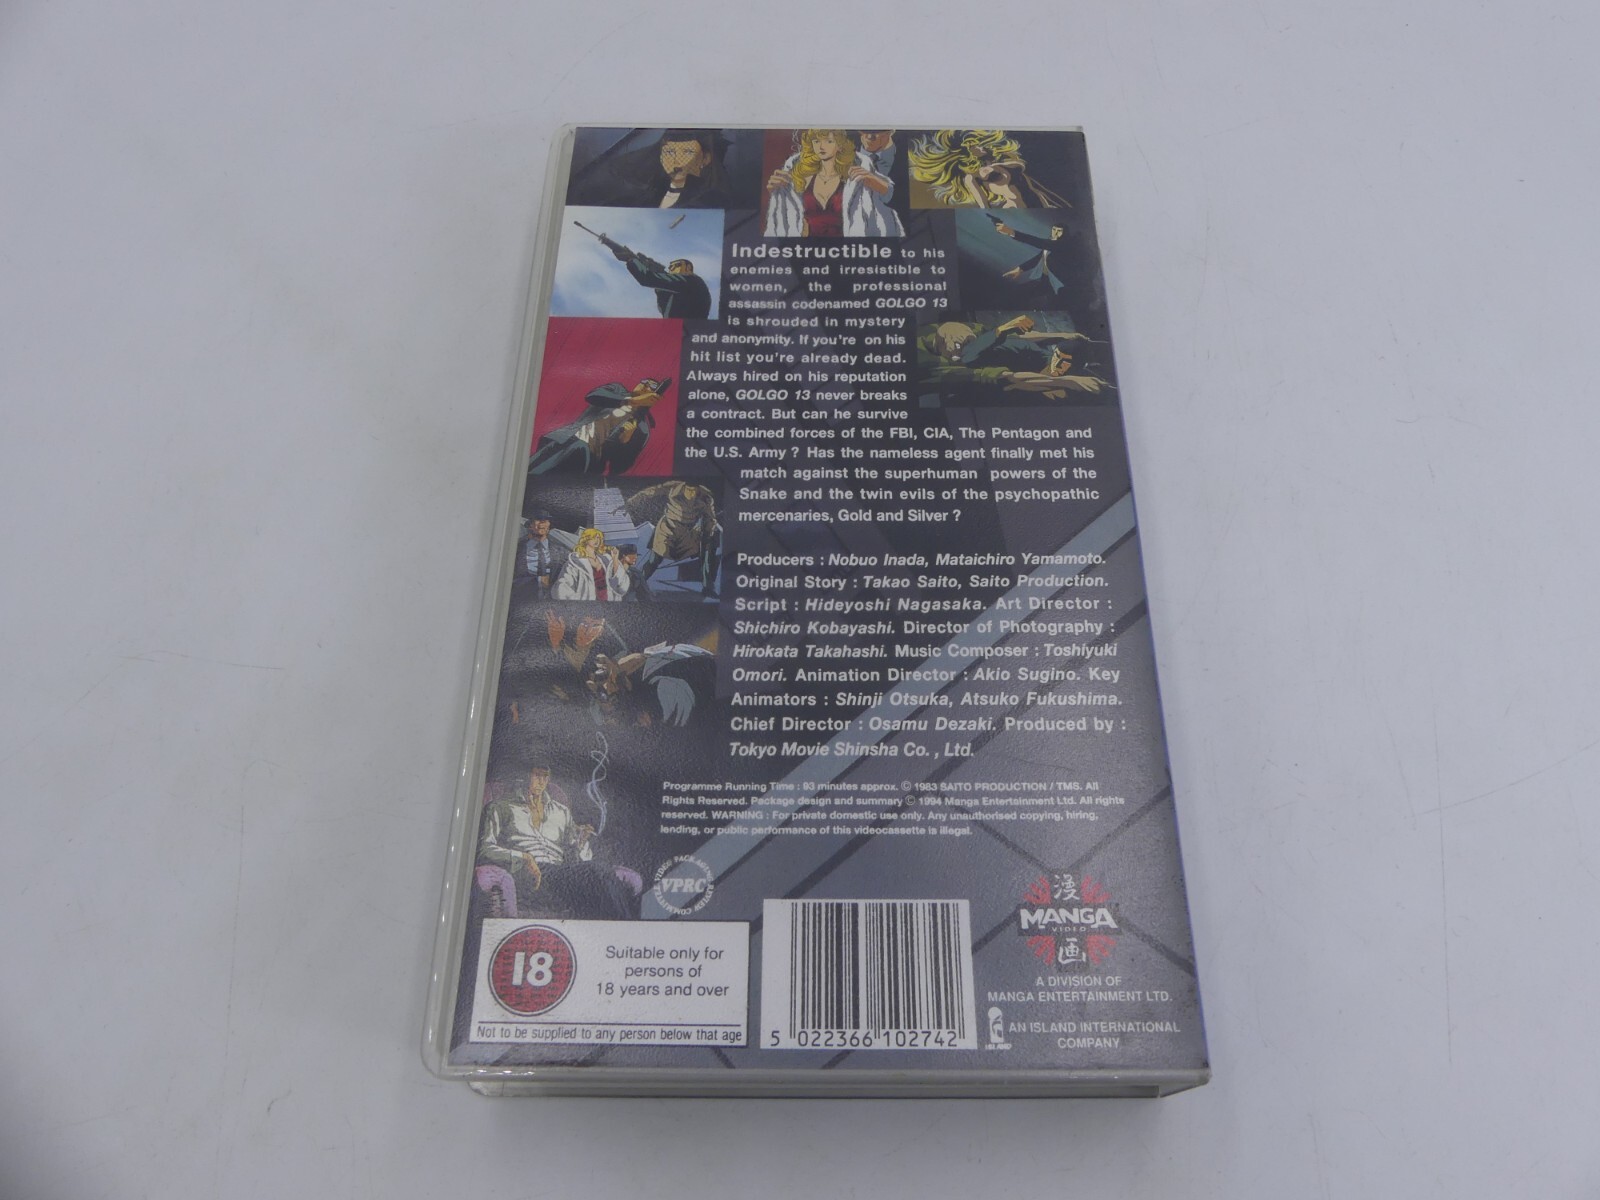 Indestructible to his
enemies and irresistible to
women, the professional
assassin codenamed GOLGO 13
is shrouded in mystery
and anonymity. If you're on his
hit list you're already dead.
Always hired on his reputation
alone, GOLGO 13 never breaks
a contract. But can he survive
the combined forces of the FBI, CIA, The Pentagon and
the U.S. Army ? Has the nameless agent finally met his
match against the superhuman powers of the
Snake and the twin evils of the psychopathic
mercenaries, Gold and Silver ?
Producers : Nobuo Inada, Mataichiro Yamamoto.
Original Story : Takao Saito, Saito Production.
Script : Hideyoshi Nagasaka. Art Director :
Shichiro Kobayashi. Director of Photography :
Hirokata Takahashi. Music Composer : Toshiyuki
Omori. Animation Director : Akio Sugino. Key
Animators : Shinji Otsuka, Atsuko Fukushima.
Chief Director : Osamu Dezaki. Produced by :
Tokyo Movie Shinsha Co. , Ltd.
Programme Running Time : 93 minutes approx. © 1983 SAITO PRODUCTION / TMS. All
Rights Reserved. Package design and summary © 1994 Manga Entertainment Ltd. All rights
reserved. WARNING : For private domestic use only. Any unauthorised copying, hiring,
lending, or public performance of this videocassette is illegal.
VIDEO PACKAGING REVIEW COMMITTEE
VPRC
18
Suitable only for
persons of
18 years and over
Not to be supplied to any person below that age
5 022366 102742
漫
MANGA
VIDEO
画
A DIVISION OF
MANGA ENTERTAINMENT LTD.
ISLAND
AN ISLAND INTERNATIONAL
COMPANY